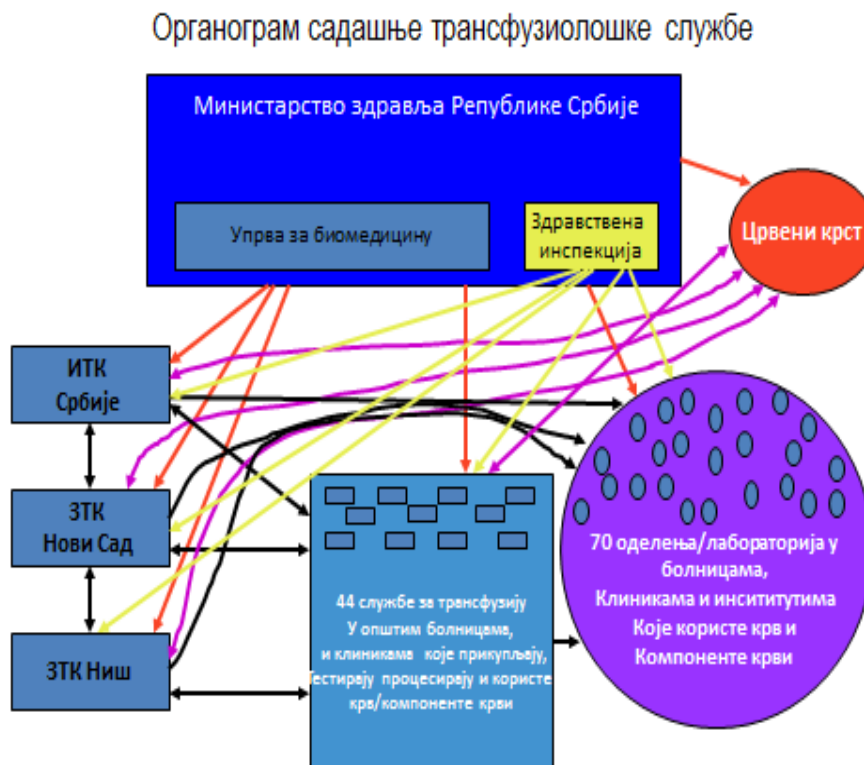 Органограм садашње трансфузиолошке службе
Министарство здравља Републике Србије
Упрва за биомедицину
Здравствена
инспекција
Црвени крст
ИТК
Србије
ЗТК
Нови Сад
ЗТК Ниш
44 службе за трансфузију
У општим болницама,
и клиникама које прикупљају,
Тестирају процесирају и користе
крв/компоненте крви
70 оделења/лабораторија у
болницама,
Клиникама и инсититутима
Које користе крв и
Компоненте крви